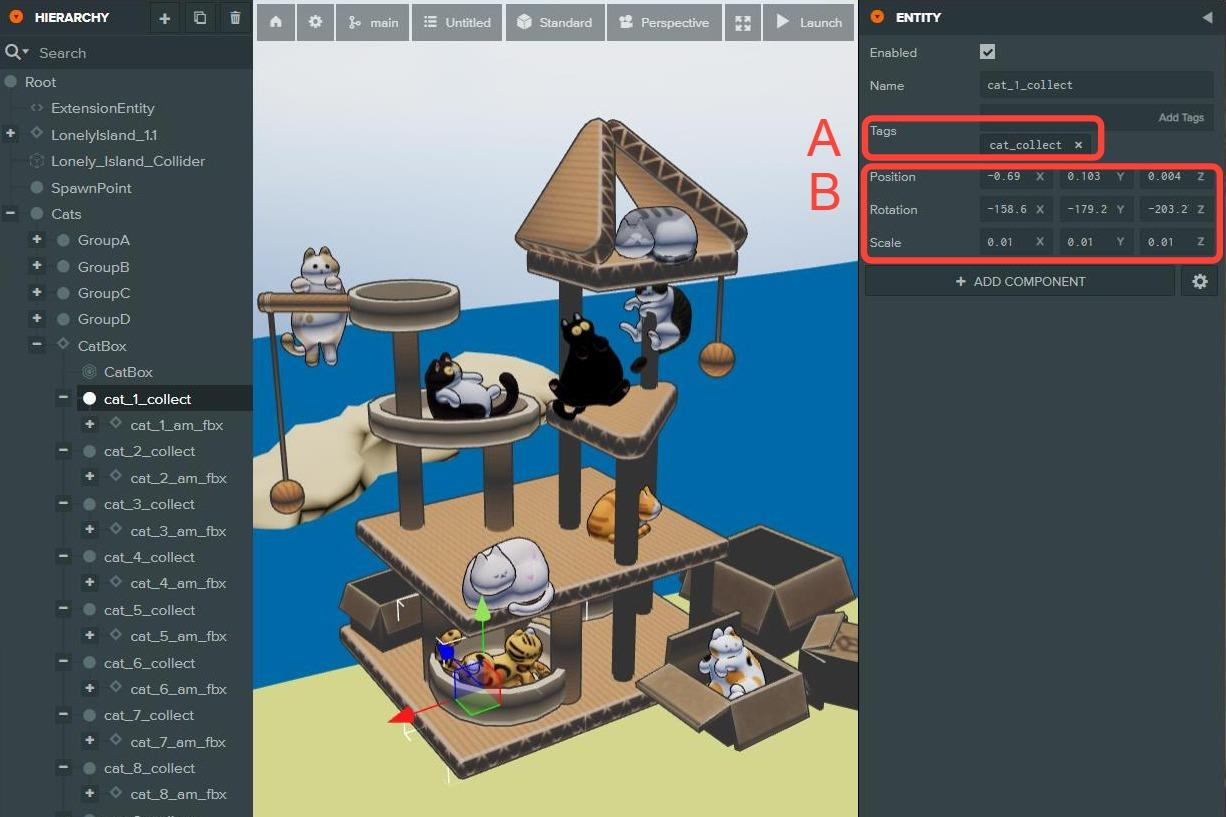 HIERARCHY
Search
Root
ExtensionEntity
LonelyIsland_1.1
Lonely_Island_Collider
SpawnPoint
Cats
GroupA
GroupB
GroupC
GroupD
CatBox
CatBox
cat_1_collect
cat_1_am_fbx
cat_2_collect
cat_2_am_fbx
cat_3_collect
cat_3_am_fbx
cat_4_collect
cat_4_am_fbx
cat_5_collect
cat_5_am_fbx
cat_6_collect
cat_6_am_fbx
cat_7_collect
cat_7_am_fbx
cat_8_collect
cat_8_am_fbx
main Untitled Standard Perspective Launch
A
B
ENTITY
Enabled
Name cat_1_collect
Add Tags
Tags
cat_collect ×
Position -0.69 X 0.103 Y 0.004 Z
Rotation -158.6 X -179.2 Y -203.2 Z
Scale 0.01 X 0.01 Y 0.01 Z
+ ADD COMPONENT